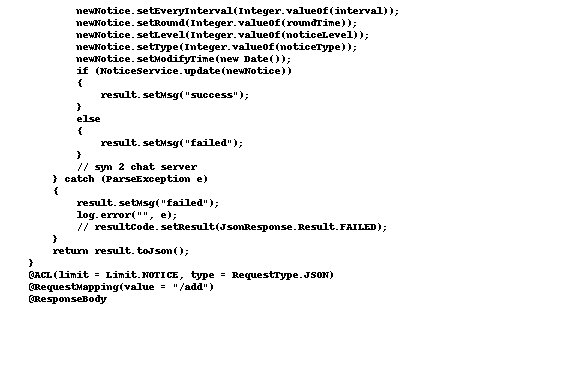 newNotice.setEveryInterval(Integer.valueOf(interval));
newNotice.setRound(Integer.valueOf(roundTime));
newNotice.setLevel(Integer.valueOf(noticeLevel));
newNotice.setType(Integer.valueOf(noticeType));
newNotice.setModifyTime(new Date());
if (NoticeService.update(newNotice))
{
result.setMsg("success");
}
else
{
result.setMsg("failed");
}
// syn 2 chat server
} catch (ParseException e)
{
result.setMsg("failed");
log.error("", e);
// resultCode.setResult(JsonResponse.Result.FAILED);
}
return result.toJson();
}
@ACL(limit = Limit.NOTICE, type = RequestType.JSON)
@RequestMapping(value = "/add")
@ResponseBody